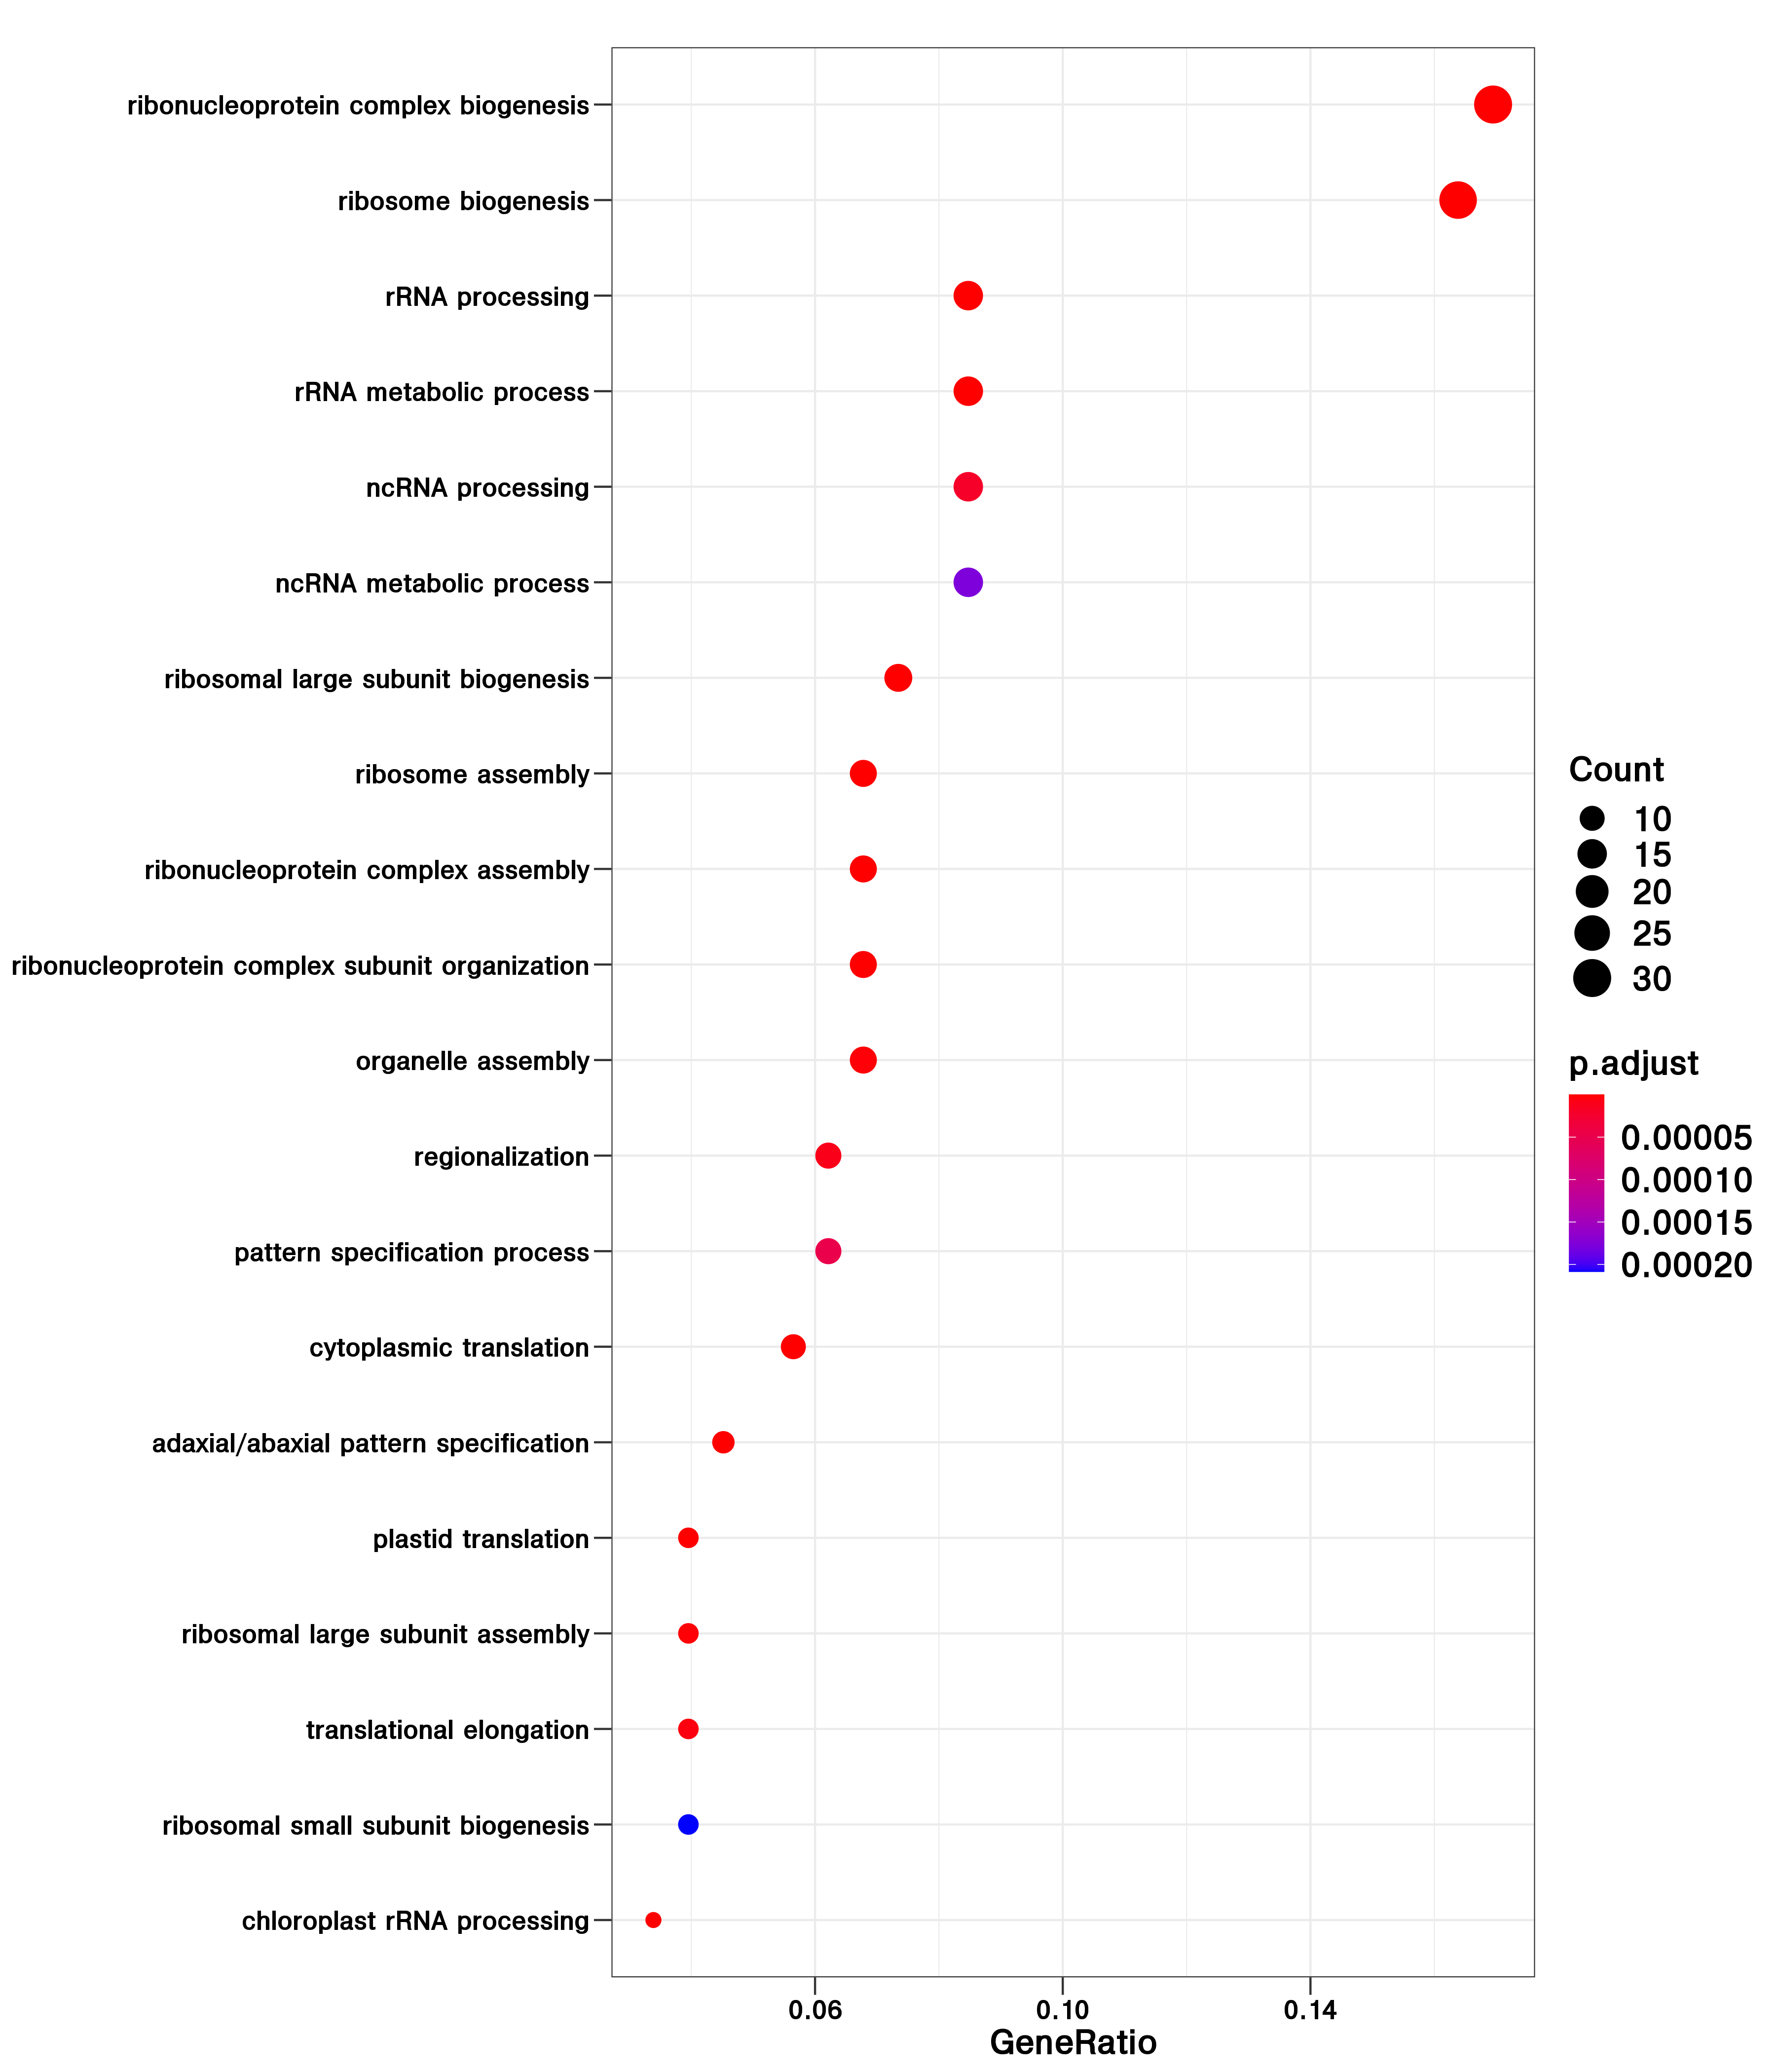 ribonucleoprotein complex biogenesis
ribosome biogenesis
rRNA processing
rRNA metabolic process
ncRNA processing
ncRNA metabolic process
ribosomal large subunit biogenesis
ribosome assembly
ribonucleoprotein complex assembly
ribonucleoprotein complex subunit organization
organelle assembly
regionalization
pattern specification process
cytoplasmic translation
adaxial/abaxial pattern specification
plastid translation
ribosomal large subunit assembly
translational elongation
ribosomal small subunit biogenesis
chloroplast rRNA processing
0.06 0.10 0.14
GeneRatio
Count
10
15
20
25
30
p.adjust
0.00005
0.00010
0.00015
0.00020